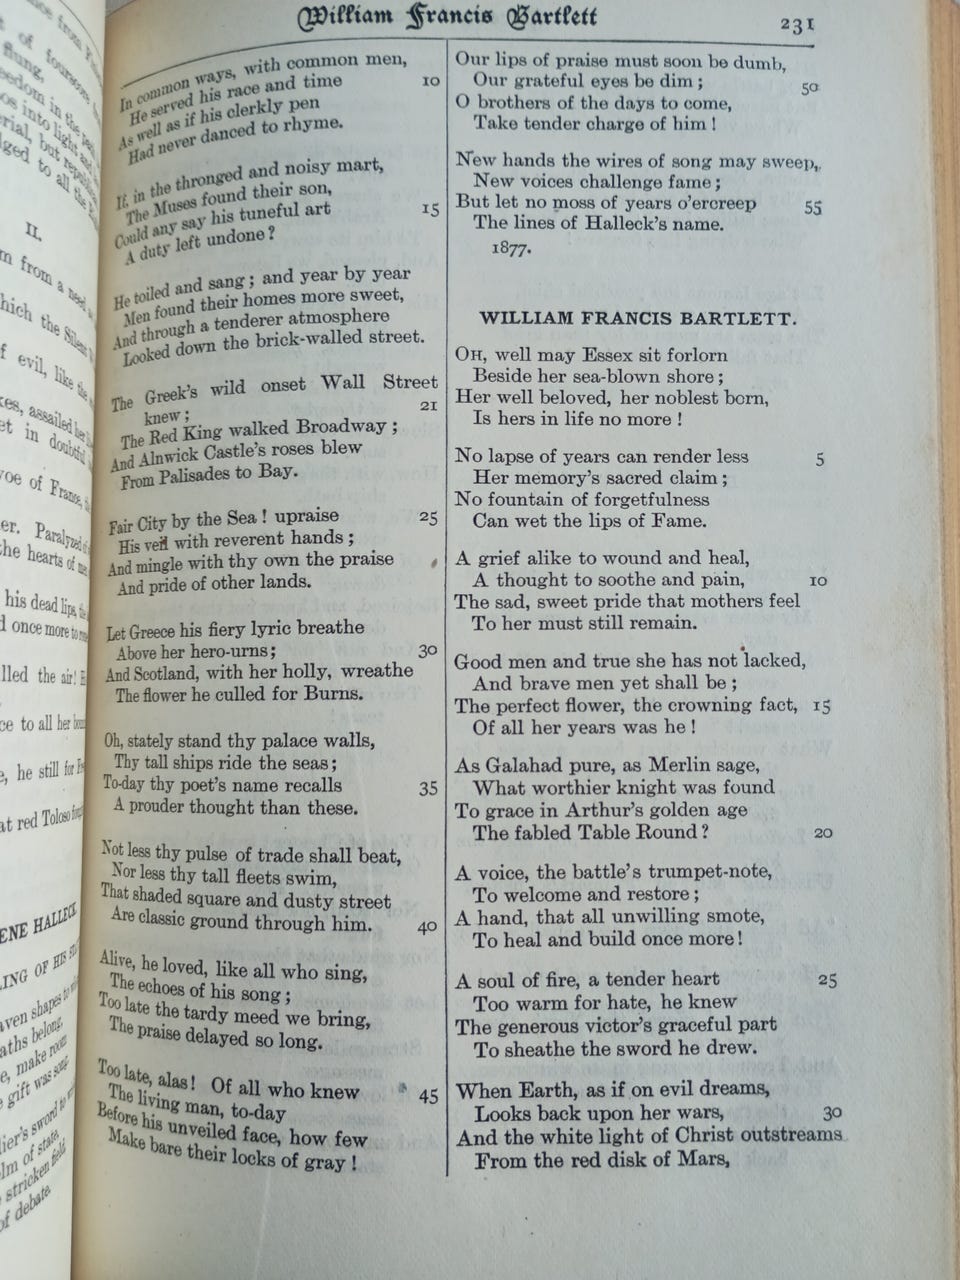 William Francis Bartlett
231
In common ways, with common men,
He served his race and time 10
As well as if his clerkly pen
Had never danced to rhyme.
If, in the thronged and noisy mart,
The Muses found their son,
Could any say his tuneful art 15
A duty left undone?
He toiled and sang; and year by year
Men found their homes more sweet,
And through a tenderer atmosphere
Looked down the brick-walled street.
The Greek's wild onset Wall Street
knew; 21
The Red King walked Broadway;
And Alnwick Castle's roses blew
From Palisades to Bay.
Fair City by the Sea! upraise 25
His veil with reverent hands;
And mingle with thy own the praise
And pride of other lands.
Let Greece his fiery lyric breathe
Above her hero-urns; 30
And Scotland, with her holly, wreathe
The flower he culled for Burns.
Oh, stately stand thy palace walls,
Thy tall ships ride the seas;
To-day thy poet's name recalls 35
A prouder thought than these.
Not less thy pulse of trade shall beat,
Nor less thy tall fleets swim,
That shaded square and dusty street
Are classic ground through him. 40
Alive, he loved, like all who sing,
The echoes of his song;
Too late the tardy meed we bring,
The praise delayed so long.
Too late, alas! Of all who knew 45
The living man, to-day
Before his unveiled face, how few
Make bare their locks of gray!
Our lips of praise must soon be dumb,
Our grateful eyes be dim; 50
O brothers of the days to come,
Take tender charge of him!
New hands the wires of song may sweep,
New voices challenge fame;
But let no moss of years o'ercreep 55
The lines of Halleck's name.
1877.
WILLIAM FRANCIS BARTLETT.
OH, well may Essex sit forlorn
Beside her sea-blown shore;
Her well beloved, her noblest born,
Is hers in life no more!
No lapse of years can render less 5
Her memory's sacred claim;
No fountain of forgetfulness
Can wet the lips of Fame.
A grief alike to wound and heal,
A thought to soothe and pain, 10
The sad, sweet pride that mothers feel
To her must still remain.
Good men and true she has not lacked,
And brave men yet shall be;
The perfect flower, the crowning fact, 15
Of all her years was he!
As Galahad pure, as Merlin sage,
What worthier knight was found
To grace in Arthur's golden age
The fabled Table Round? 20
A voice, the battle's trumpet-note,
To welcome and restore;
A hand, that all unwilling smote,
To heal and build once more!
A soul of fire, a tender heart 25
Too warm for hate, he knew
The generous victor's graceful part
To sheathe the sword he drew.
When Earth, as if on evil dreams,
Looks back upon her wars, 30
And the white light of Christ outstreams
From the red disk of Mars,